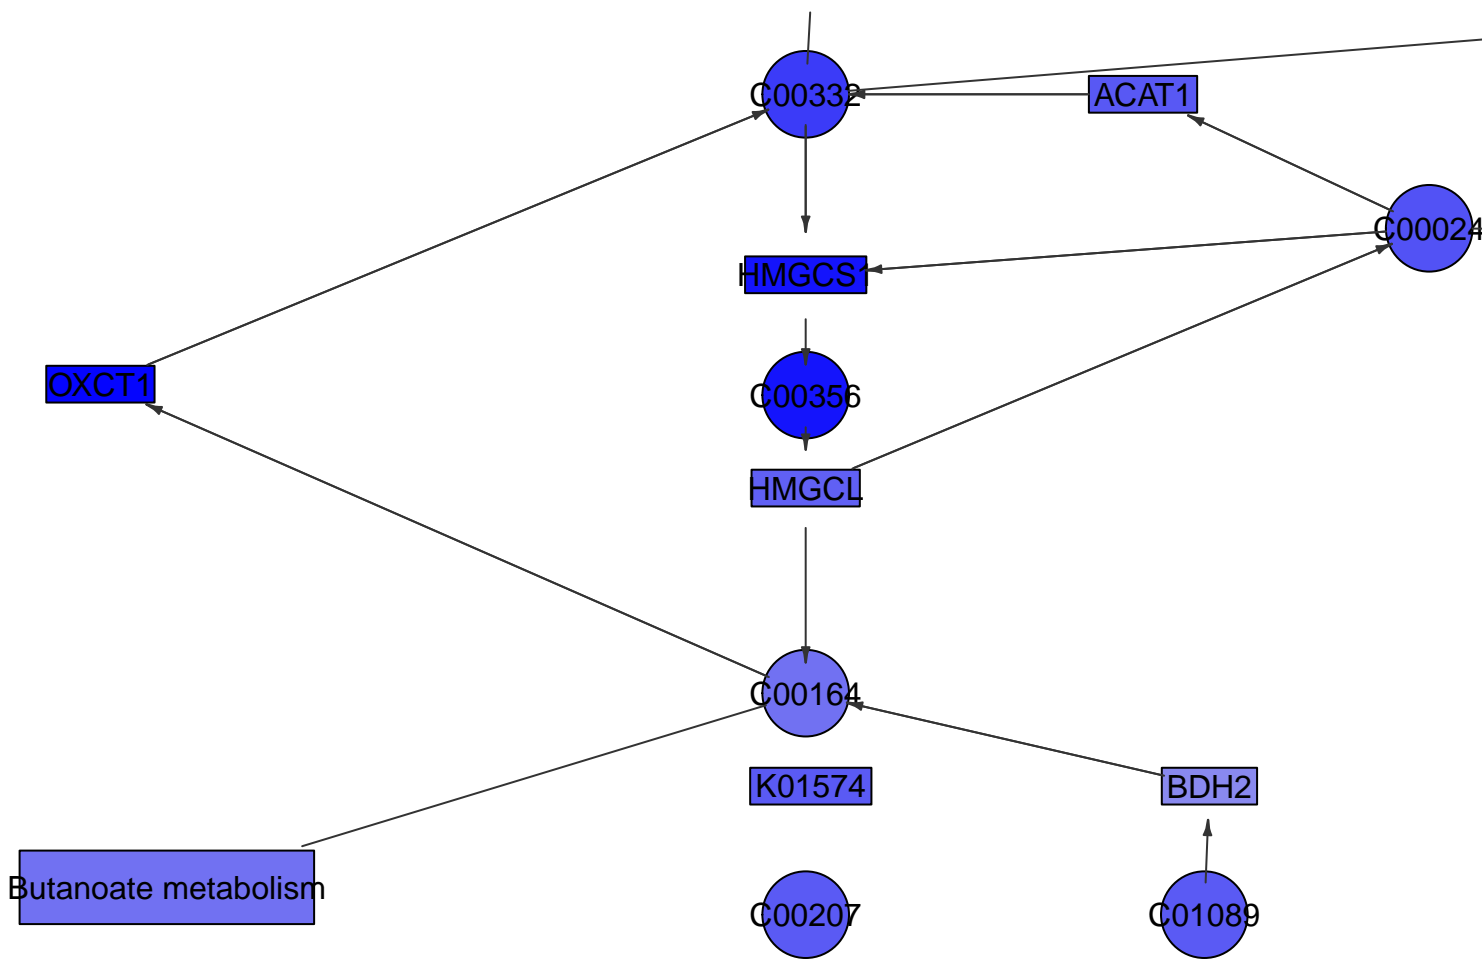 C00332
ACAT1
C00024
HMGCS1
OXCT1
C00356
HMGCL
C00164
K01574
BDH2
Butanoate metabolism
C00207
C01089